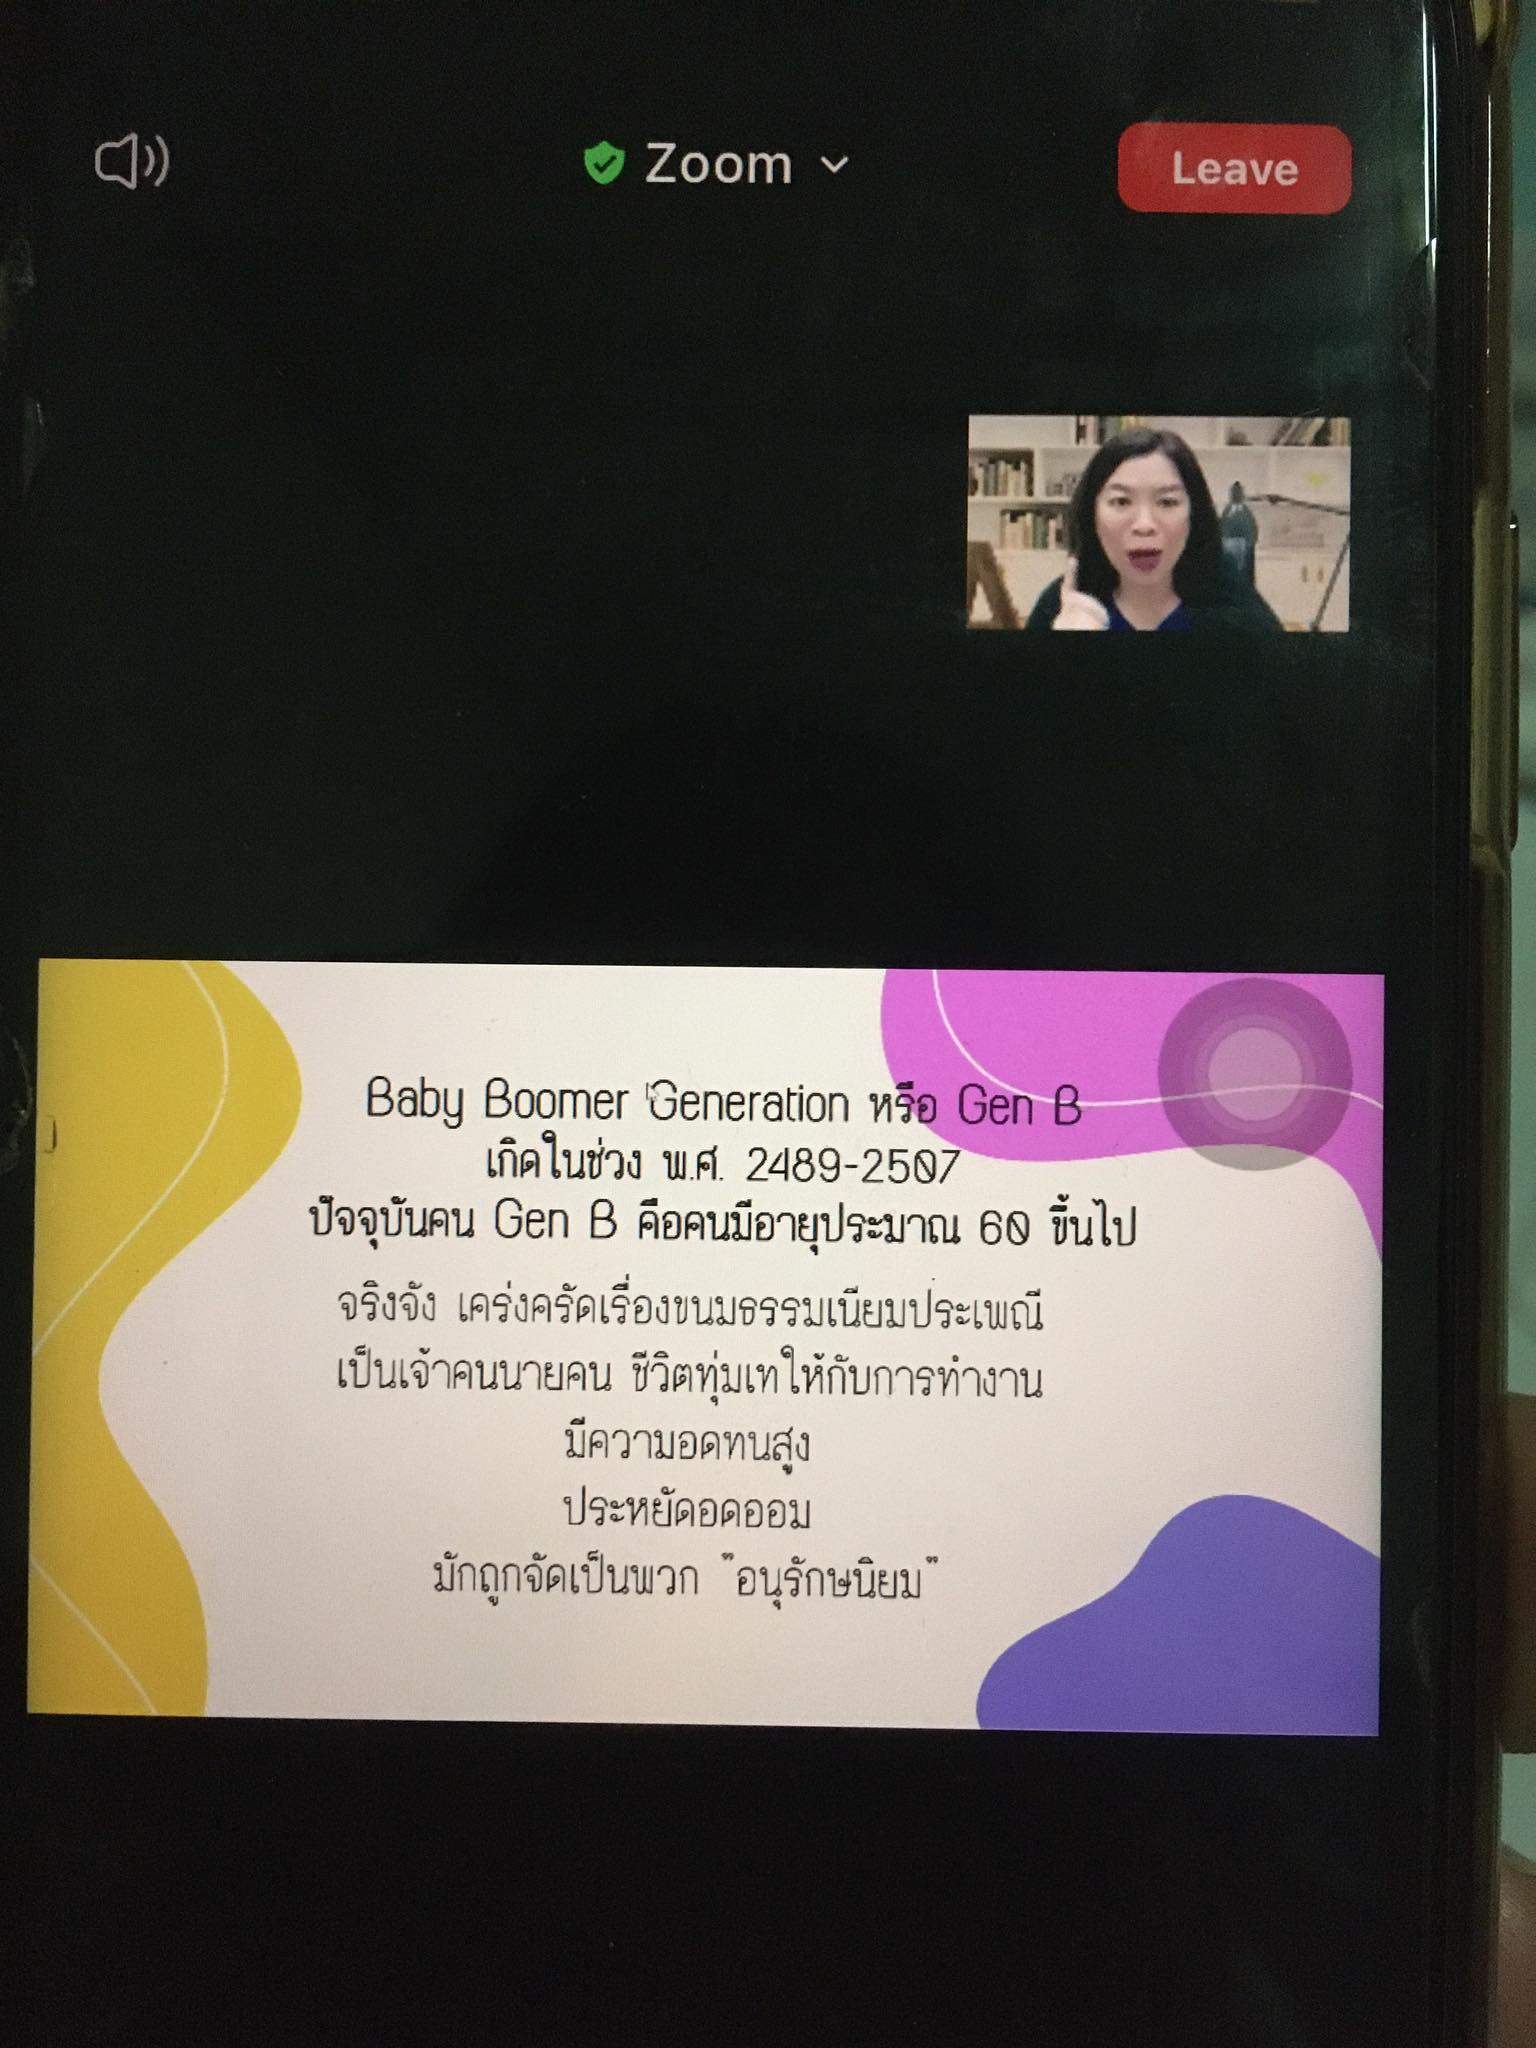 Zoom
Leave
Baby Boomer Generation หรือ Gen B
เกิดในช่วง พ.ศ. 2489-2507
ปัจจุบันคน Gen B คือคนมีอายุประมาณ 60 ขึ้นไป
จริงจัง เคร่งครัดเรื่องขนมธรรมเนียมประเพณี
เป็นเจ้าคนนายคน ชีวิตทุ่มเทให้กับการทำงาน
มีความอดทนสูง
ประหยัดอดออม
มักถูกจัดเป็นพวก "อนุรักษนิยม"